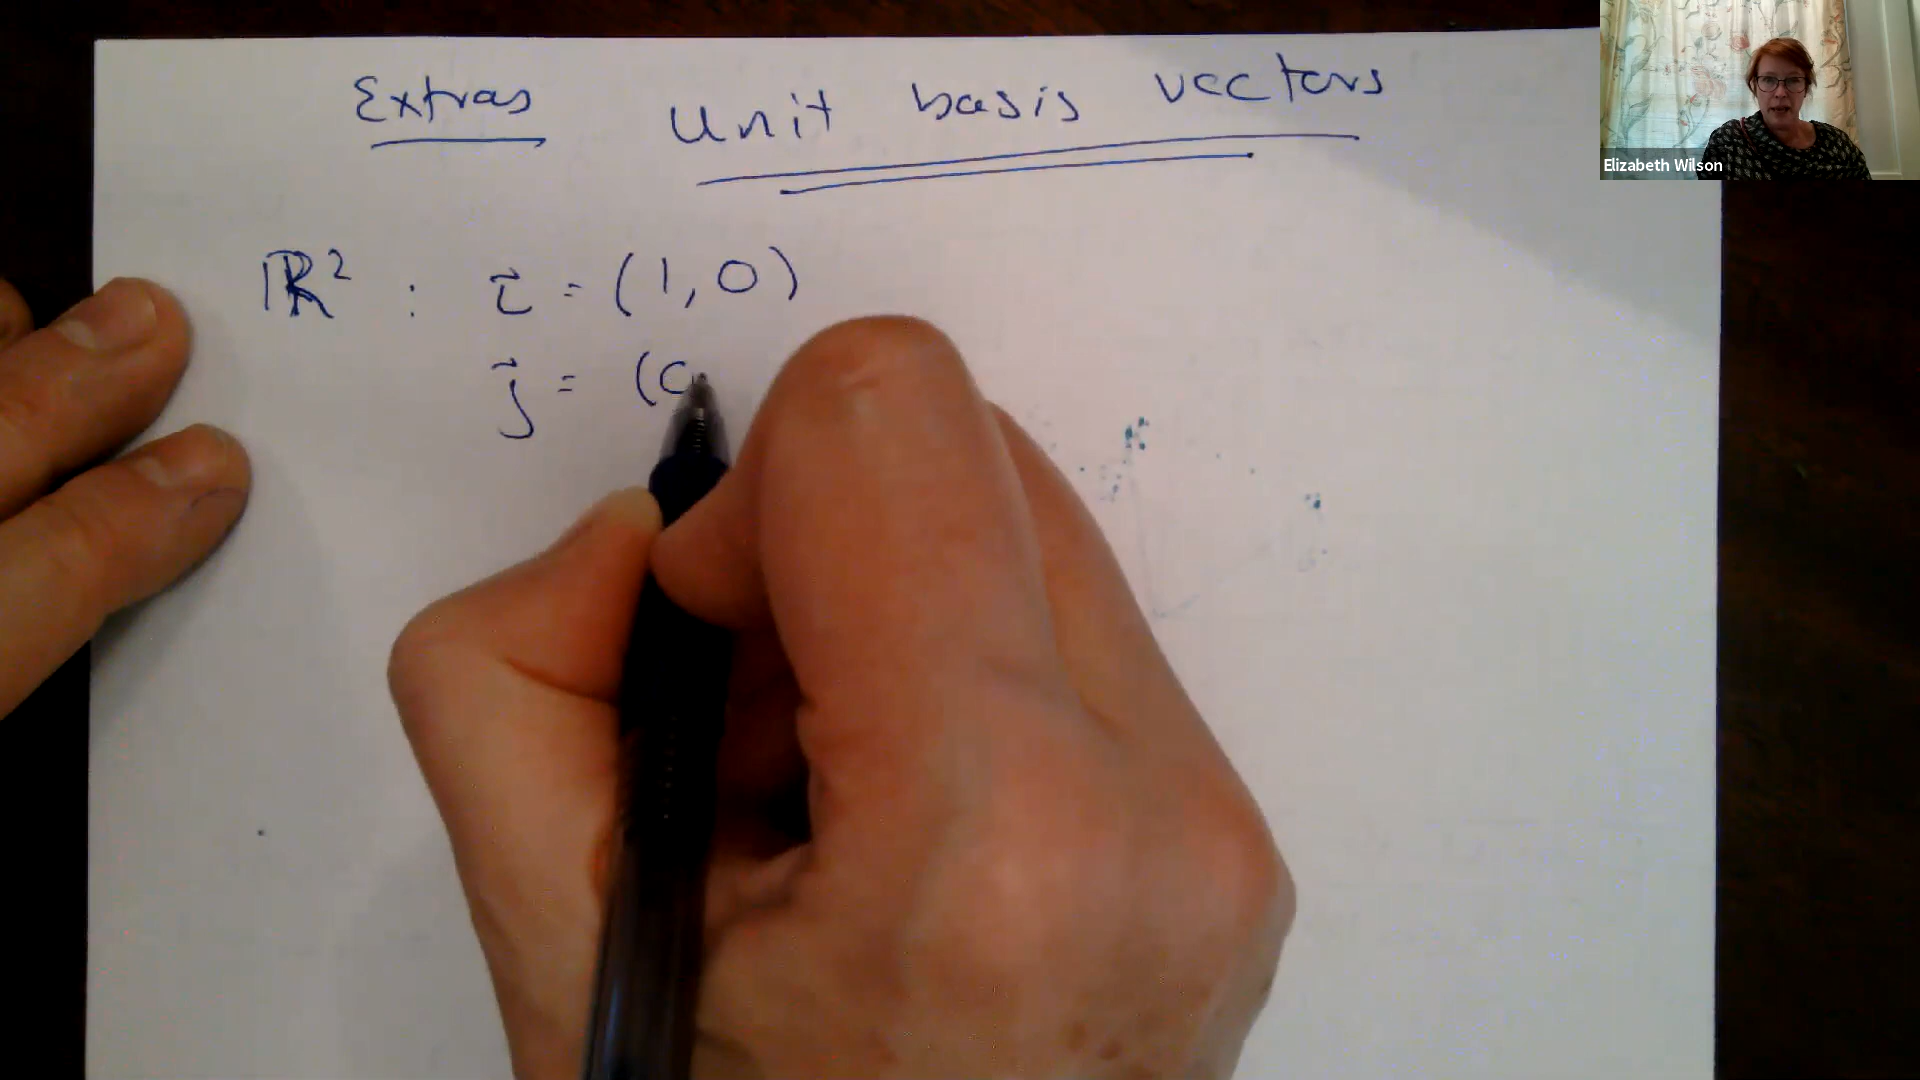 Extras Unit basis vectors
Elizabeth Wilson
ℝ² : i⃗ = (1, 0)
j⃗ = (0